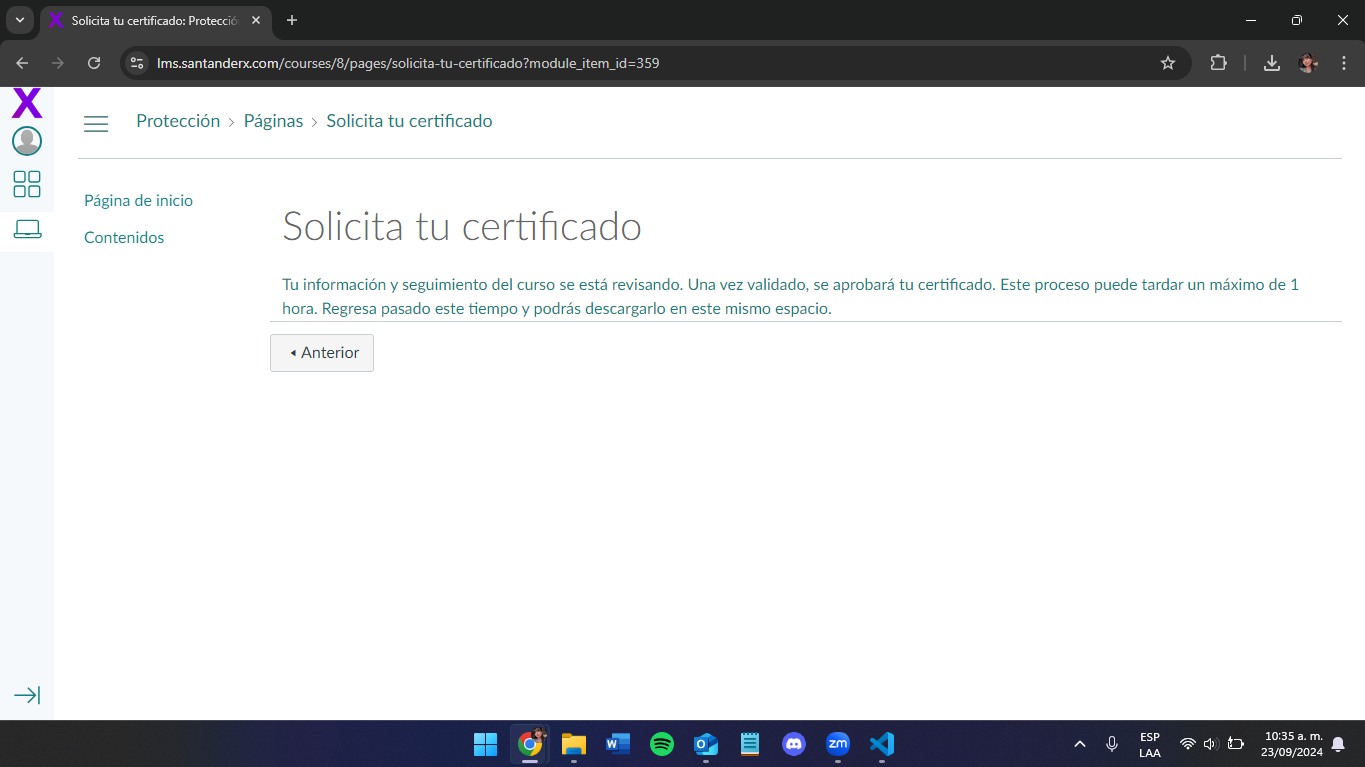 Solicita tu certificado: Protecció
lms.santanderx.com/courses/8/pages/solicita-tu-certificado?module_item_id=359
X
Protección > Páginas > Solicita tu certificado
Página de inicio
Contenidos
Solicita tu certificado
Tu información y seguimiento del curso se está revisando. Una vez validado, se aprobará tu certificado. Este proceso puede tardar un máximo de 1
hora. Regresa pasado este tiempo y podrás descargarlo en este mismo espacio.
Anterior
W
O
zm
ESP
LAA
10:35 a. m.
23/09/2024